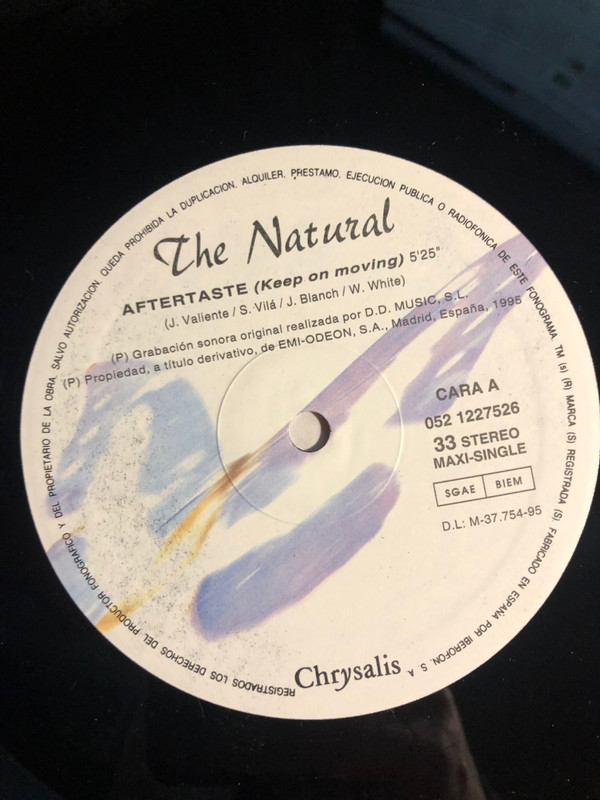 The Natural
AFTERTASTE (Keep on moving) 5'25"
(J. Valiente / S. Vilá / J. Blanch / W. White)
(P) Grabación sonora original realizada por D.D. MUSIC, S.L.
(P) Propiedad, a título derivativo, de EMI-ODEON, S.A., Madrid, España, 1995
CARA A
052 1227526
33 STEREO
MAXI-SINGLE
SGAE BIEM
D.L: M-37.754-95
Chrysalis
REGISTRADOS LOS DERECHOS DEL PRODUCTOR FONOGRAFICO Y DEL PROPIETARIO DE LA OBRA. SALVO AUTORIZACION, QUEDA PROHIBIDA LA DUPLICACION, ALQUILER, PRESTAMO, EJECUCION PUBLICA O RADIOFONICA DE ESTE FONOGRAMA. TM (s) (R) MARCA (S) REGISTRADA (S). FABRICADO EN ESPAÑA POR IBEROFON, S. A.